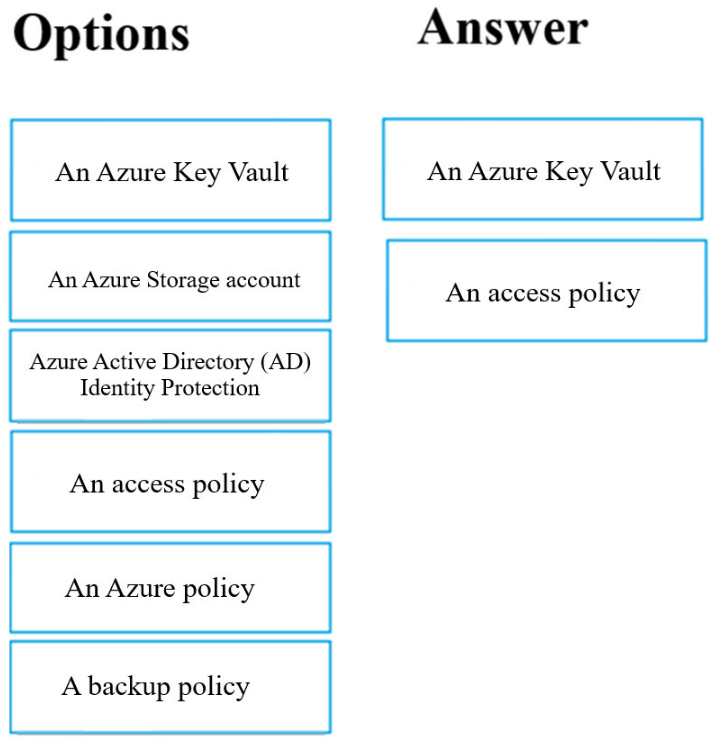 Options
Answer
An Azure Key Vault
An Azure Key Vault
An Azure Storage account
An access policy
Azure Active Directory (AD)
Identity Protection
An access policy
An Azure policy
A backup policy